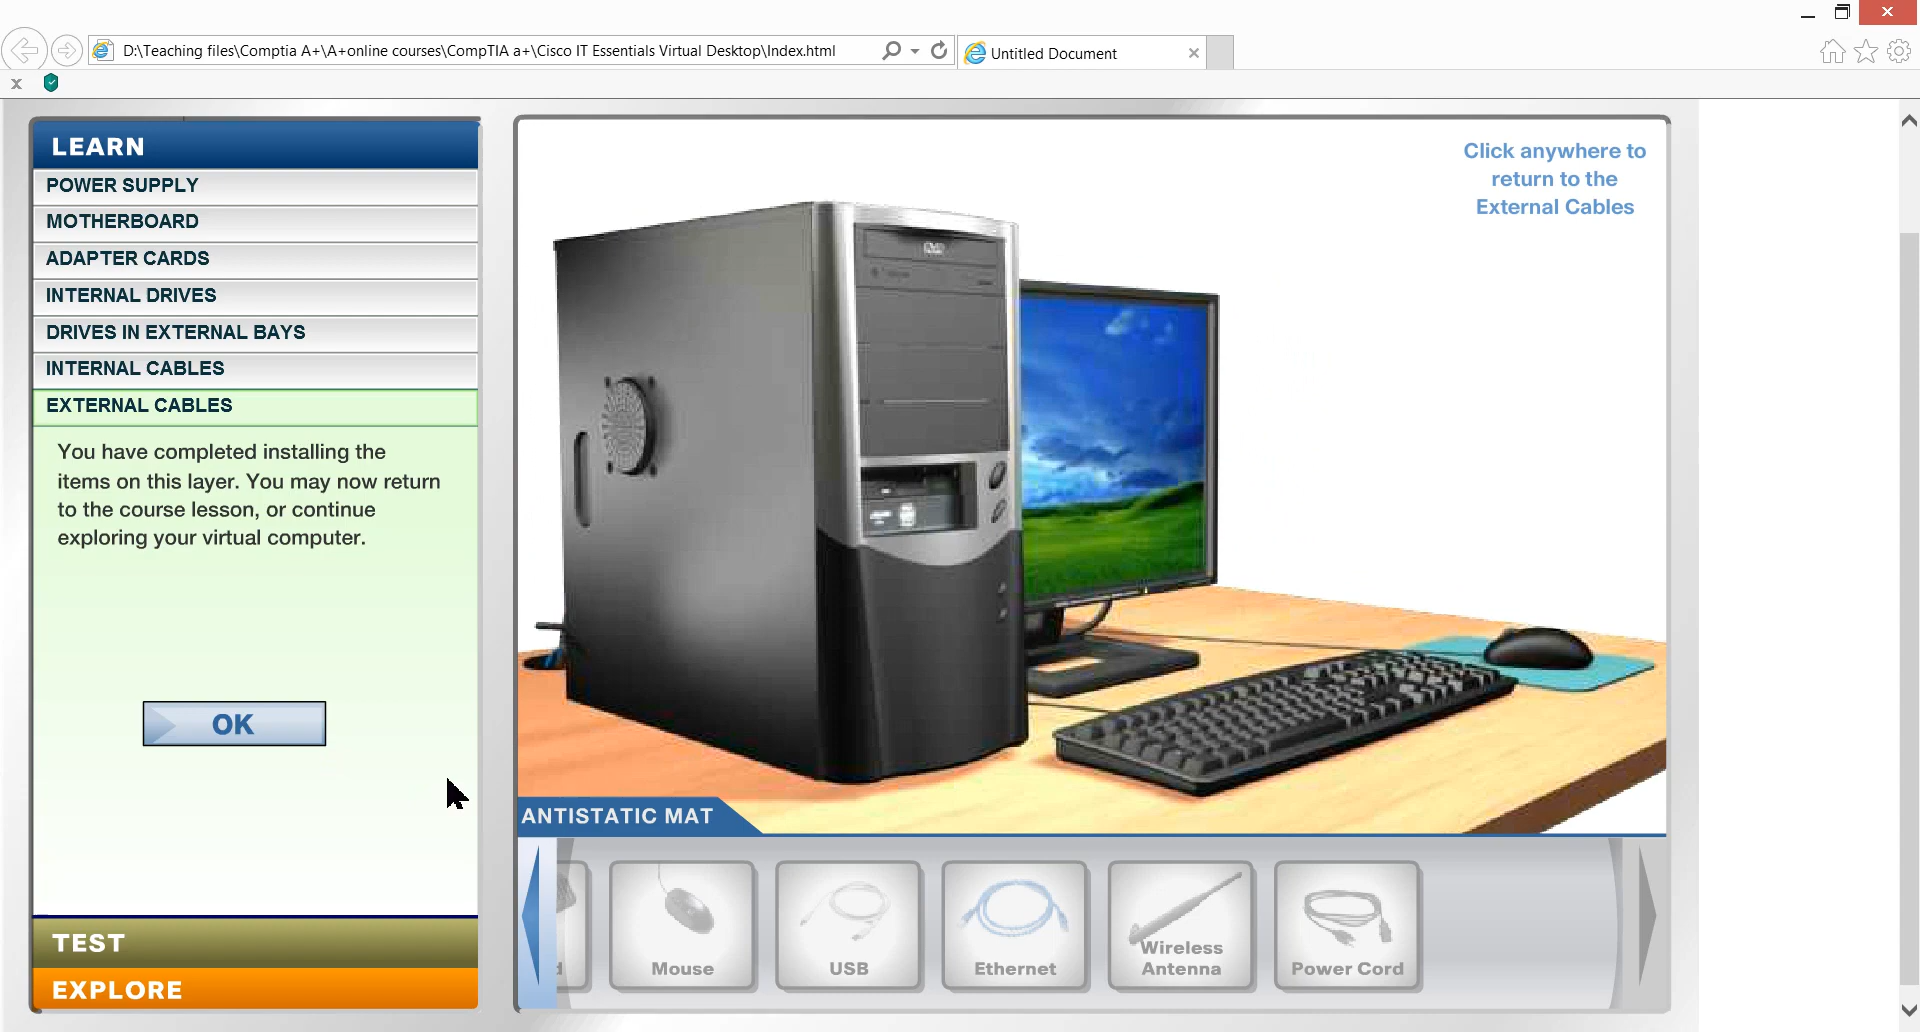 D:\Teaching files\Comptia A+\A+online courses\CompTIA a+\Cisco IT Essentials Virtual Desktop\Index.html
Untitled Document
LEARN
POWER SUPPLY
MOTHERBOARD
ADAPTER CARDS
INTERNAL DRIVES
DRIVES IN EXTERNAL BAYS
INTERNAL CABLES
EXTERNAL CABLES
You have completed installing the
items on this layer. You may now return
to the course lesson, or continue
exploring your virtual computer.
OK
TEST
EXPLORE
Click anywhere to
return to the
External Cables
ANTISTATIC MAT
Mouse
USB
Ethernet
Wireless
Antenna
Power Cord